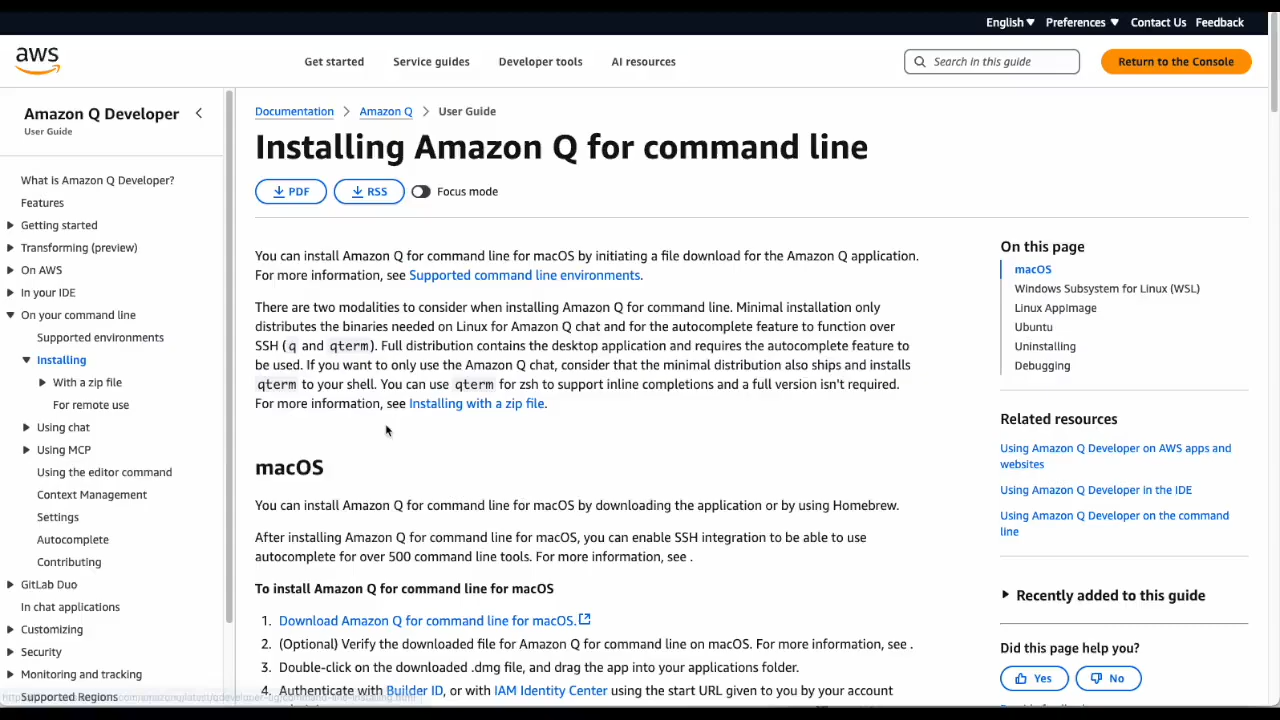 English
Preferences
Contact Us
Feedback
aws
Get started
Service guides
Developer tools
AI resources
Search in this guide
Return to the Console
Amazon Q Developer
User Guide
What is Amazon Q Developer?
Features
Getting started
Transforming (preview)
On AWS
In your IDE
On your command line
Supported environments
Installing
With a zip file
For remote use
Using chat
Using MCP
Using the editor command
Context Management
Settings
Autocomplete
Contributing
GitLab Duo
In chat applications
Customizing
Security
Monitoring and tracking
Supported Regions
Documentation > Amazon Q > User Guide
Installing Amazon Q for command line
PDF
RSS
Focus mode
You can install Amazon Q for command line for macOS by initiating a file download for the Amazon Q application.
For more information, see Supported command line environments.
There are two modalities to consider when installing Amazon Q for command line. Minimal installation only
distributes the binaries needed on Linux for Amazon Q chat and for the autocomplete feature to function over
SSH (q and qterm). Full distribution contains the desktop application and requires the autocomplete feature to
be used. If you want to only use the Amazon Q chat, consider that the minimal distribution also ships and installs
qterm to your shell. You can use qterm for zsh to support inline completions and a full version isn't required.
For more information, see Installing with a zip file.
macOS
You can install Amazon Q for command line for macOS by downloading the application or by using Homebrew.
After installing Amazon Q for command line for macOS, you can enable SSH integration to be able to use
autocomplete for over 500 command line tools. For more information, see .
To install Amazon Q for command line for macOS
1. Download Amazon Q for command line for macOS.
2. (Optional) Verify the downloaded file for Amazon Q for command line on macOS. For more information, see .
3. Double-click on the downloaded .dmg file, and drag the app into your applications folder.
4. Authenticate with Builder ID, or with IAM Identity Center using the start URL given to you by your account
On this page
macOS
Windows Subsystem for Linux (WSL)
Linux AppImage
Ubuntu
Uninstalling
Debugging
Related resources
Using Amazon Q Developer on AWS apps and
websites
Using Amazon Q Developer in the IDE
Using Amazon Q Developer on the command
line
Recently added to this guide
Did this page help you?
Yes
No